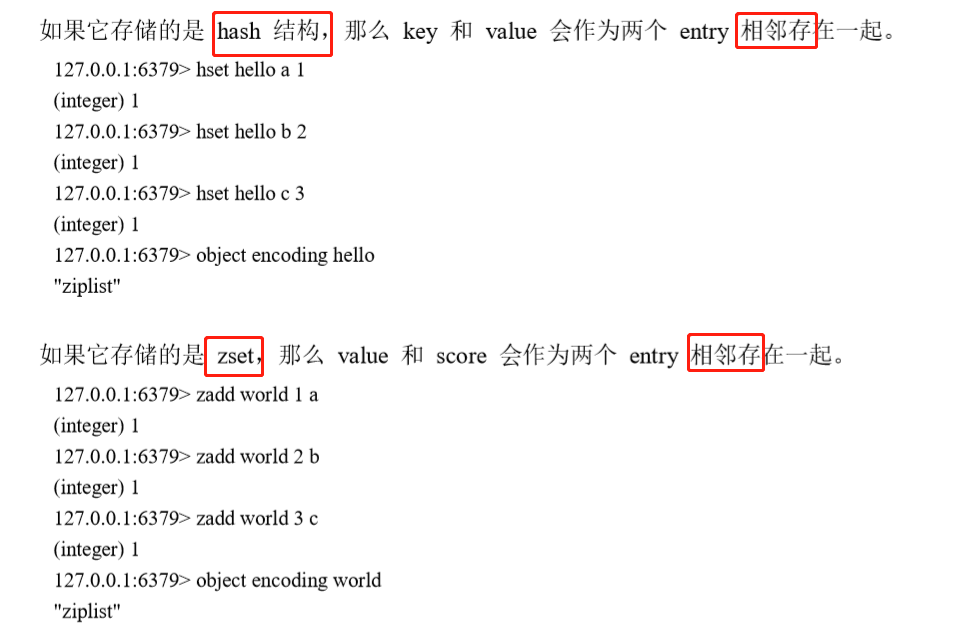 如果它存储的是 hash 结构，那么 key 和 value 会作为两个 entry 相邻存在一起。
127.0.0.1:6379> hset hello a 1
(integer) 1
127.0.0.1:6379> hset hello b 2
(integer) 1
127.0.0.1:6379> hset hello c 3
(integer) 1
127.0.0.1:6379> object encoding hello
"ziplist"
如果它存储的是 zset，那么 value 和 score 会作为两个 entry 相邻存在一起。
127.0.0.1:6379> zadd world 1 a
(integer) 1
127.0.0.1:6379> zadd world 2 b
(integer) 1
127.0.0.1:6379> zadd world 3 c
(integer) 1
127.0.0.1:6379> object encoding world
"ziplist"